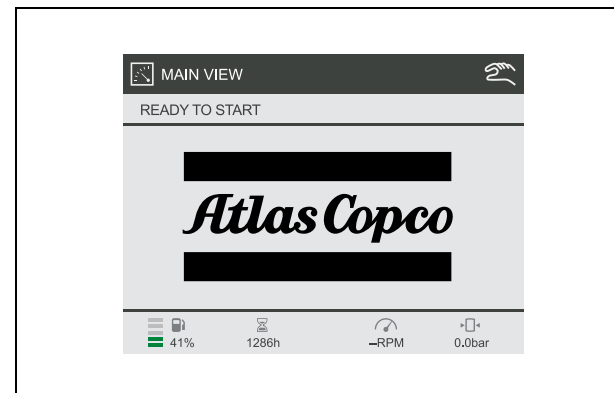 MAIN VIEW
READY TO START
Atlas Copco
41% 1286h –RPM 0.0bar